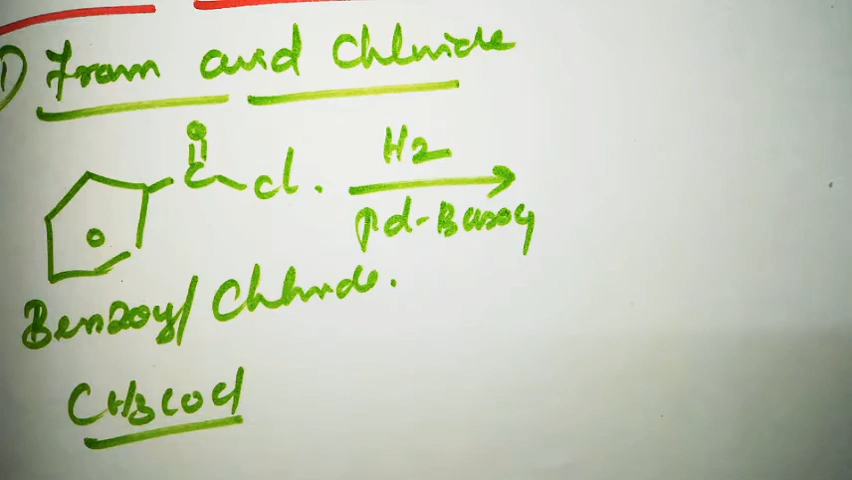 1) From acid Chloride
O
C Cl.
H2
Pd-BaSO4
Benzoyl Chloride.
CH3COCl